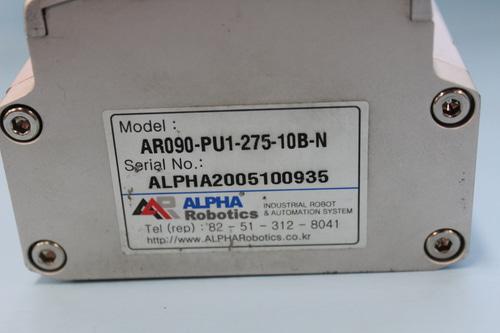 Model :
AR090-PU1-275-10B-N
Serial No.:
ALPHA2005100935
AR ALPHA Robotics INDUSTRIAL ROBOT & AUTOMATION SYSTEM
Tel (rep) : 82 - 51 - 312 - 8041
http://www.ALPHARobotics.co.kr